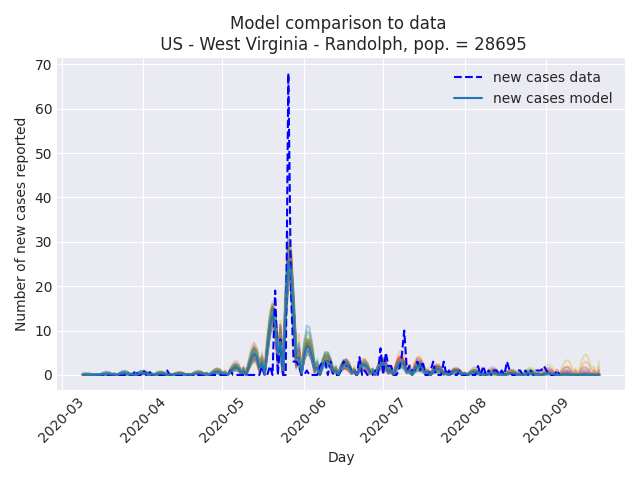 Model comparison to data
US - West Virginia - Randolph, pop. = 28695
new cases data
new cases model
Number of new cases reported
70
60
50
40
30
20
10
0
2020-03
2020-04
2020-05
2020-06
2020-07
2020-08
2020-09
Day